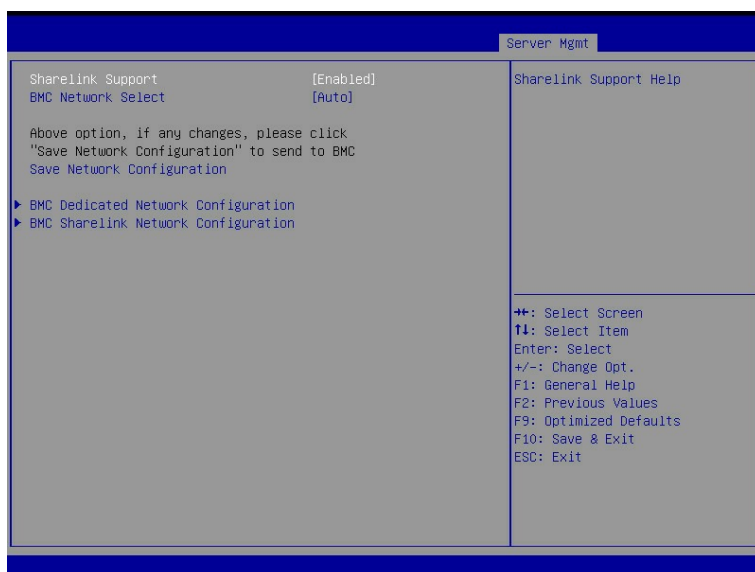 Server Mgmt
Sharelink Support [Enabled]
BMC Network Select [Auto]
Above option, if any changes, please click
"Save Network Configuration" to send to BMC
Save Network Configuration
BMC Dedicated Network Configuration
BMC Sharelink Network Configuration
Sharelink Support Help
→←: Select Screen
↑↓: Select Item
Enter: Select
+/-: Change Opt.
F1: General Help
F2: Previous Values
F9: Optimized Defaults
F10: Save & Exit
ESC: Exit